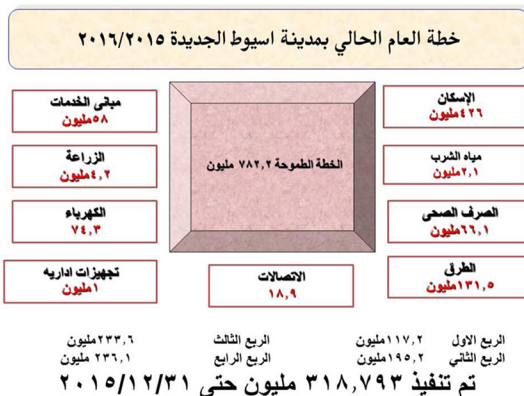 خطة العام الحالي بمدينة اسيوط الجديدة ٢٠١٦/٢٠١٥
الإسكان
٤٢٦مليون
مياه الشرب
٢,١مليون
الصرف الصحى
٦٦,١مليون
الطرق
١٣١,٥مليون
الخطة الطموحة ٧٨٢,٢ مليون
مبانى الخدمات
٥٨مليون
الزراعة
٤,٢مليون
الكهرباء
٧٤,٣
تجهيزات اداريه
١مليون
الاتصالات
١٨,٩
الربع الاول ١١٧,٢مليون الربع الثالث ٢٣٣,٦مليون
الربع الثاني ١٩٥,٢مليون الربع الرابع ٢٣٦,١ مليون
تم تنفيذ ٣١٨,٧٩٣ مليون حتى ٢٠١٥/١٢/٣١